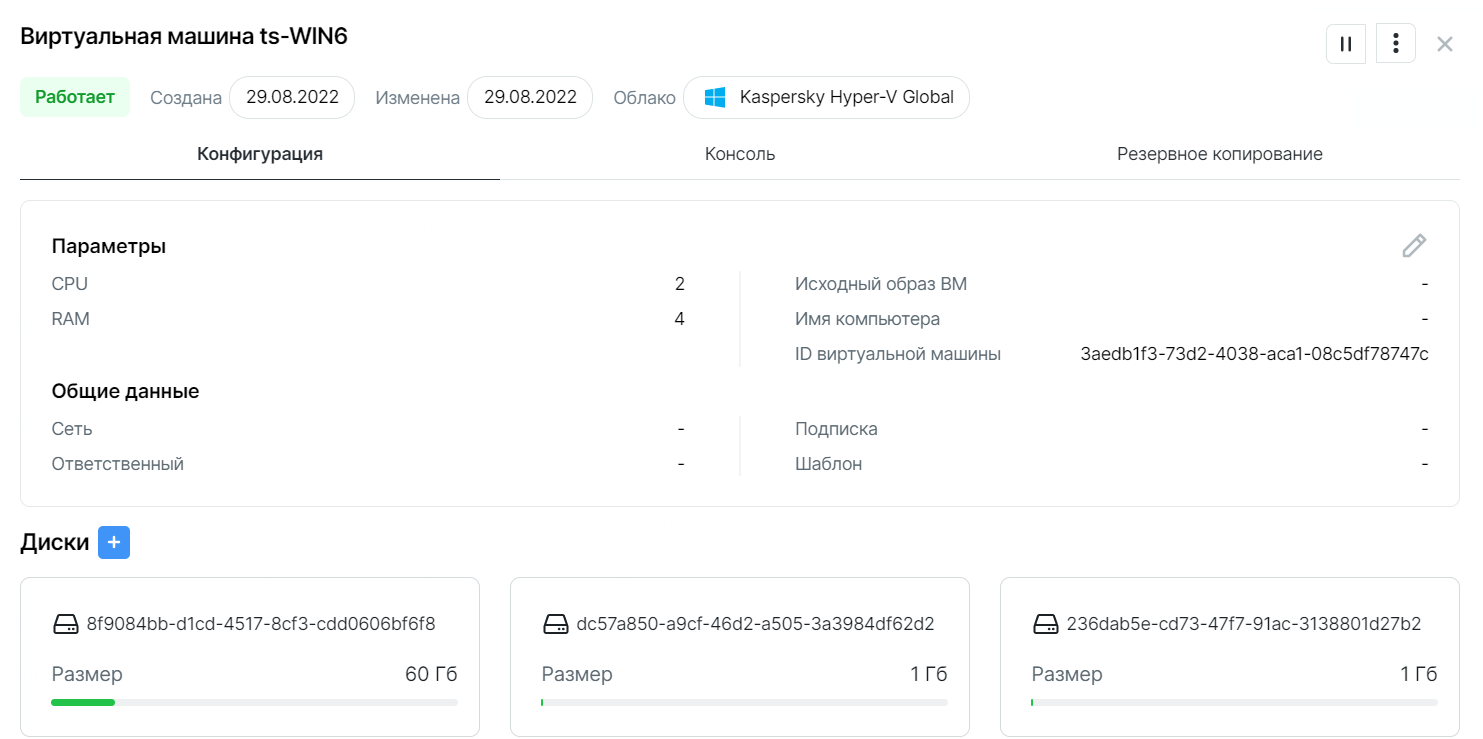 Виртуальная машина ts-WIN6
Работает Создана 29.08.2022 Изменена 29.08.2022 Облако Kaspersky Hyper-V Global
Конфигурация Консоль Резервное копирование
Параметры
CPU 2 Исходный образ ВМ -
RAM 4 Имя компьютера -
ID виртуальной машины 3aedb1f3-73d2-4038-aca1-08c5df78747c
Общие данные
Сеть - Подписка -
Ответственный - Шаблон -
Диски +
8f9084bb-d1cd-4517-8cf3-cdd0606bf6f8 dc57a850-a9cf-46d2-a505-3a3984df62d2 236dab5e-cd73-47f7-91ac-3138801d27b2
Размер 60 Гб Размер 1 Гб Размер 1 Гб